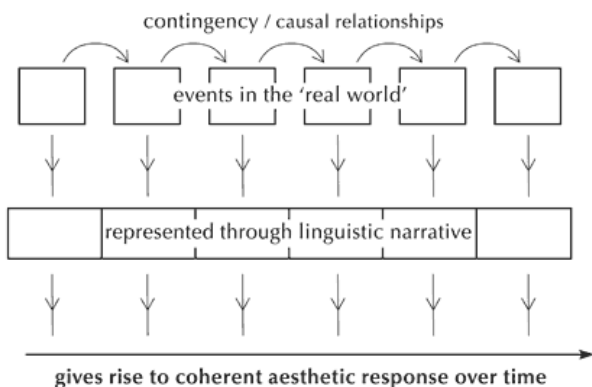 contingency / causal relationships
events in the ‘real world’
represented through linguistic narrative
gives rise to coherent aesthetic response over time